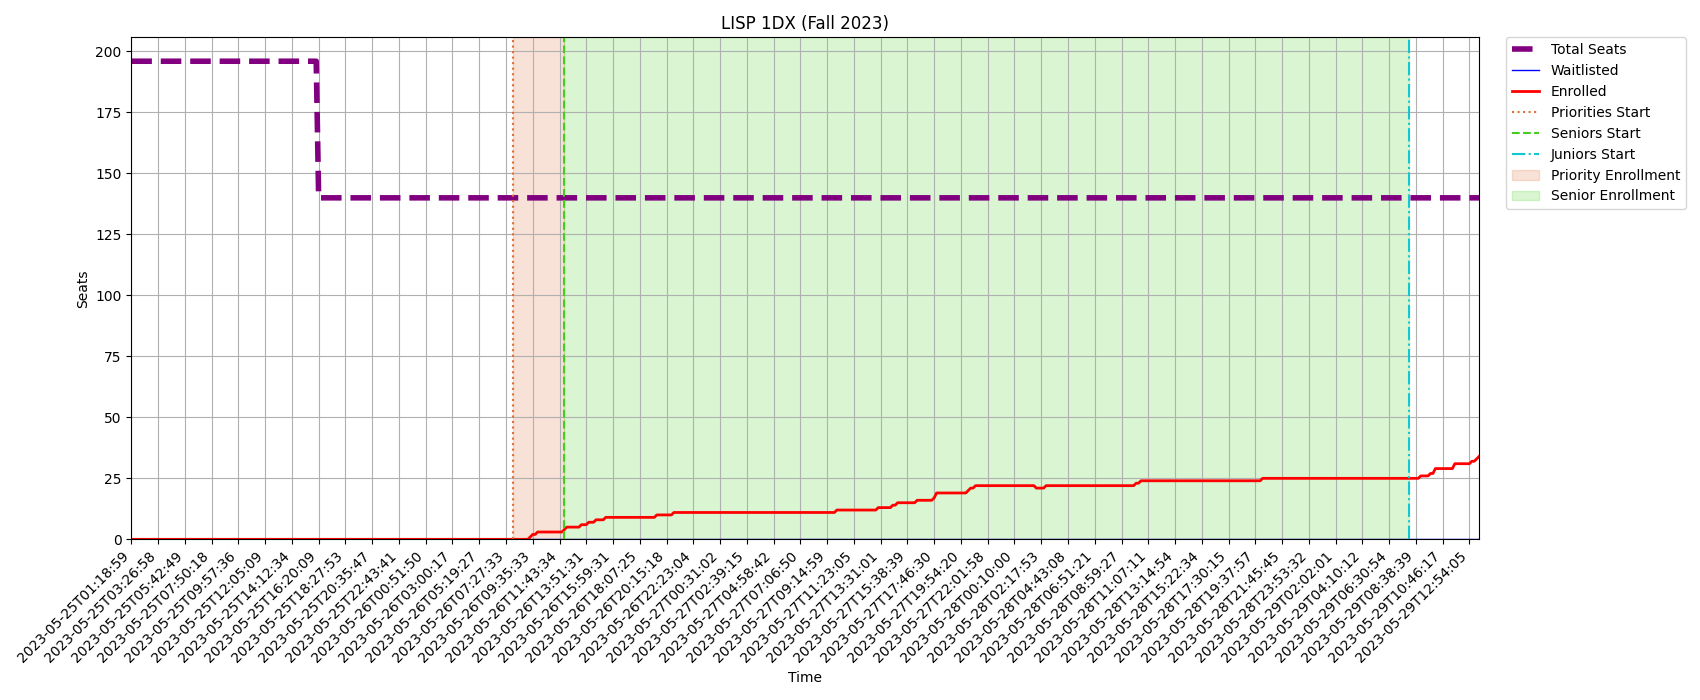 LISP 1DX (Fall 2023)
Total Seats
Waitlisted
Enrolled
Priorities Start
Seniors Start
Juniors Start
Priority Enrollment
Senior Enrollment
Seats
200
175
150
125
100
75
50
25
0
2023-05-25T01:18:59
2023-05-25T03:26:58
2023-05-25T05:42:49
2023-05-25T07:50:18
2023-05-25T09:57:36
2023-05-25T12:05:09
2023-05-25T14:12:34
2023-05-25T16:20:09
2023-05-25T18:27:53
2023-05-25T20:35:47
2023-05-25T22:43:41
2023-05-26T00:51:50
2023-05-26T03:00:17
2023-05-26T05:19:27
2023-05-26T07:27:33
2023-05-26T09:35:33
2023-05-26T11:43:34
2023-05-26T13:51:31
2023-05-26T15:59:31
2023-05-26T18:07:25
2023-05-26T20:15:18
2023-05-26T22:23:04
2023-05-27T00:31:02
2023-05-27T02:39:15
2023-05-27T04:58:42
2023-05-27T07:06:50
2023-05-27T09:14:59
2023-05-27T11:23:05
2023-05-27T13:31:01
2023-05-27T15:38:39
2023-05-27T17:46:30
2023-05-27T19:54:20
2023-05-27T22:01:58
2023-05-28T00:10:00
2023-05-28T02:17:53
2023-05-28T04:43:08
2023-05-28T06:51:21
2023-05-28T08:59:27
2023-05-28T11:07:11
2023-05-28T13:14:54
2023-05-28T15:22:34
2023-05-28T17:30:15
2023-05-28T19:37:57
2023-05-28T21:45:45
2023-05-28T23:53:32
2023-05-29T02:02:01
2023-05-29T04:10:12
2023-05-29T06:30:54
2023-05-29T08:38:39
2023-05-29T10:46:17
2023-05-29T12:54:05
Time